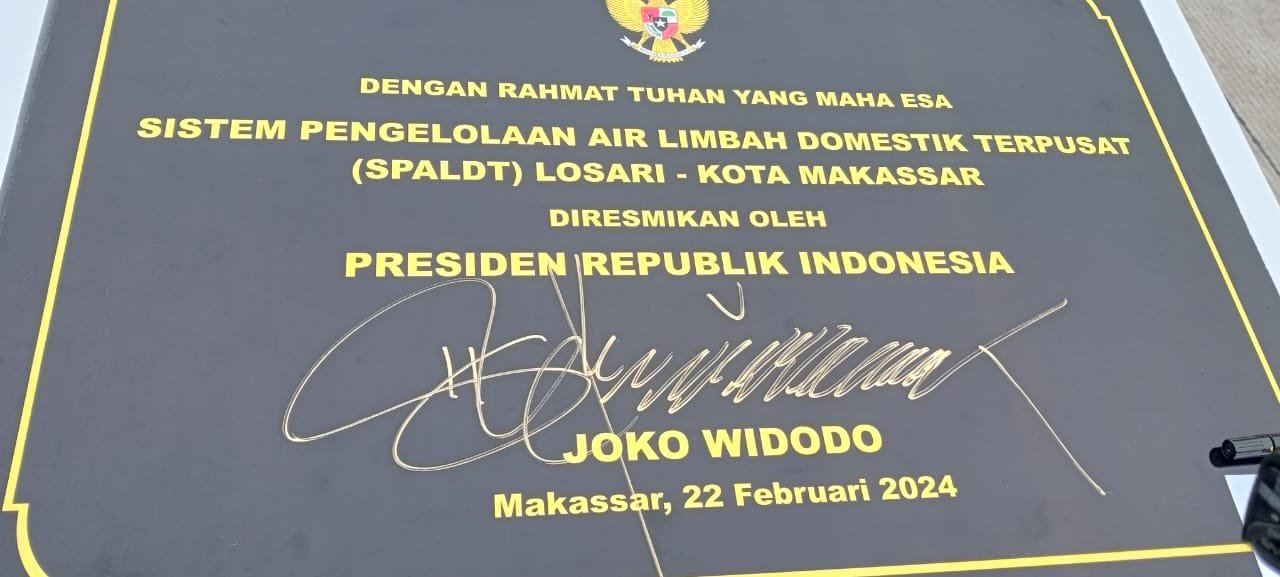 DENGAN RAHMAT TUHAN YANG MAHA ESA
SISTEM PENGELOLAAN AIR LIMBAH DOMESTIK TERPUSAT
(SPALDT) LOSARI - KOTA MAKASSAR
DIRESMIKAN OLEH
PRESIDEN REPUBLIK INDONESIA
JOKO WIDODO
Makassar, 22 Februari 2024